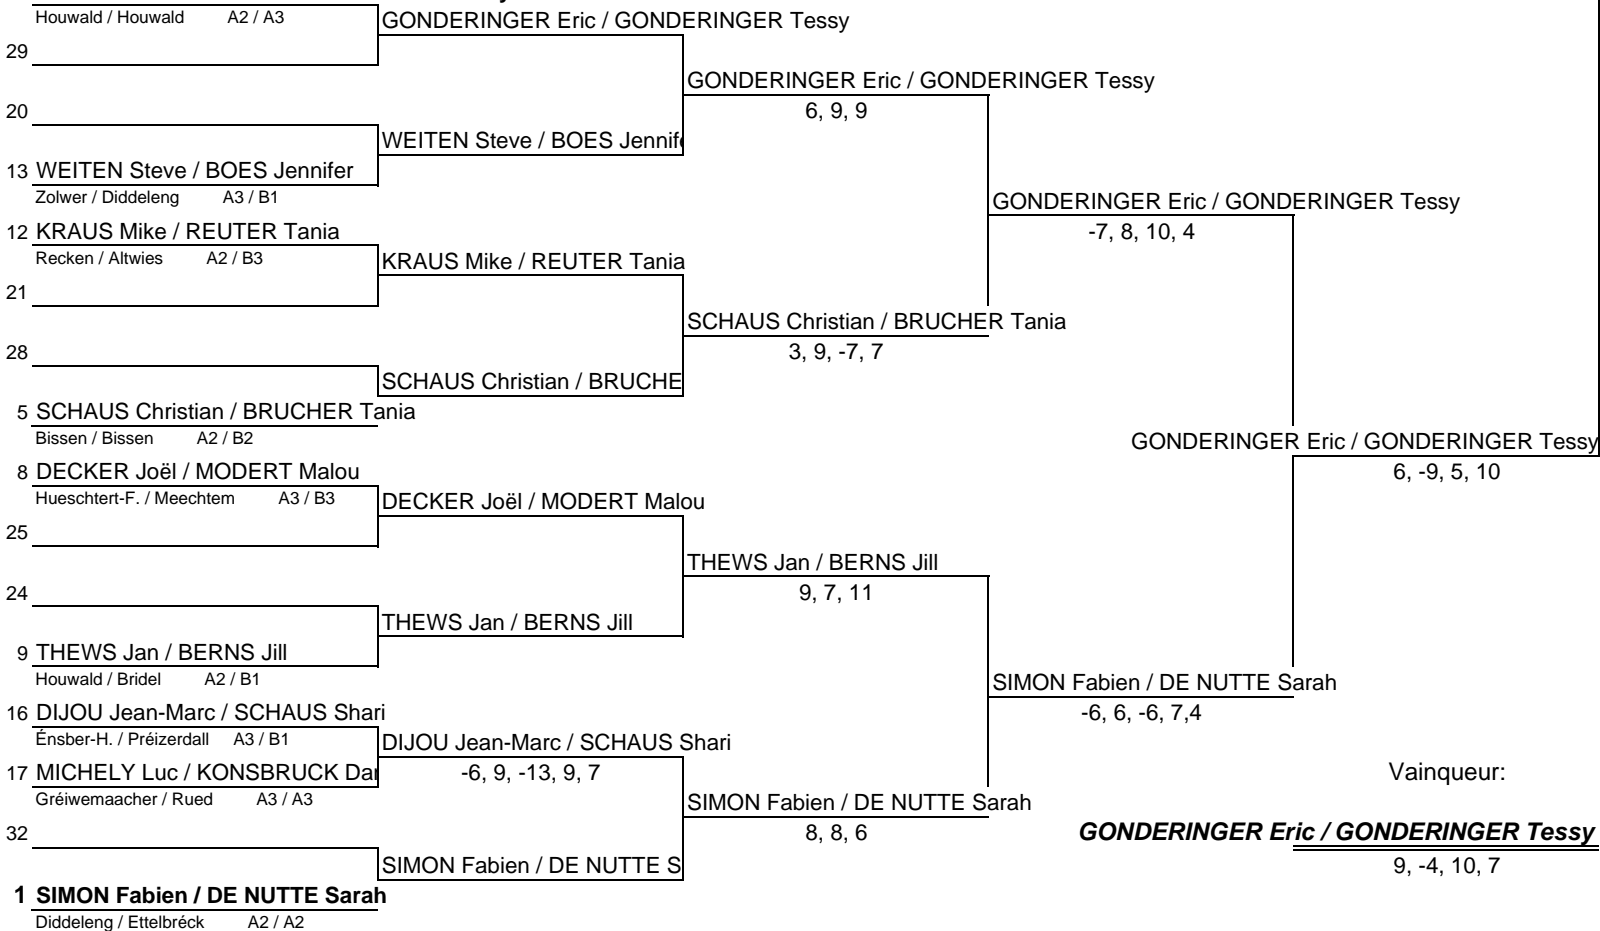 Houwald / Houwald A2 / A3
GONDERINGER Eric / GONDERINGER Tessy
29
GONDERINGER Eric / GONDERINGER Tessy
20
6, 9, 9
WEITEN Steve / BOES Jennife
13 WEITEN Steve / BOES Jennifer
Zolwer / Diddeleng A3 / B1
GONDERINGER Eric / GONDERINGER Tessy
12 KRAUS Mike / REUTER Tania
-7, 8, 10, 4
Recken / Altwies A2 / B3
KRAUS Mike / REUTER Tania
21
SCHAUS Christian / BRUCHER Tania
28
3, 9, -7, 7
SCHAUS Christian / BRUCHE
5 SCHAUS Christian / BRUCHER Tania
Bissen / Bissen A2 / B2
GONDERINGER Eric / GONDERINGER Tessy
8 DECKER Joël / MODERT Malou
6, -9, 5, 10
Hueschtert-F. / Meechtem A3 / B3
DECKER Joël / MODERT Malou
25
THEWS Jan / BERNS Jill
24
9, 7, 11
THEWS Jan / BERNS Jill
9 THEWS Jan / BERNS Jill
Houwald / Bridel A2 / B1
SIMON Fabien / DE NUTTE Sarah
16 DIJOU Jean-Marc / SCHAUS Shari
-6, 6, -6, 7,4
Énsber-H. / Préizerdall A3 / B1
DIJOU Jean-Marc / SCHAUS Shari
17 MICHELY Luc / KONSBRUCK Dan
-6, 9, -13, 9, 7
Vainqueur:
Gréiwemaacher / Rued A3 / A3
SIMON Fabien / DE NUTTE Sarah
32
8, 8, 6
GONDERINGER Eric / GONDERINGER Tessy
SIMON Fabien / DE NUTTE S
9, -4, 10, 7
1 SIMON Fabien / DE NUTTE Sarah
Diddeleng / Ettelbréck A2 / A2